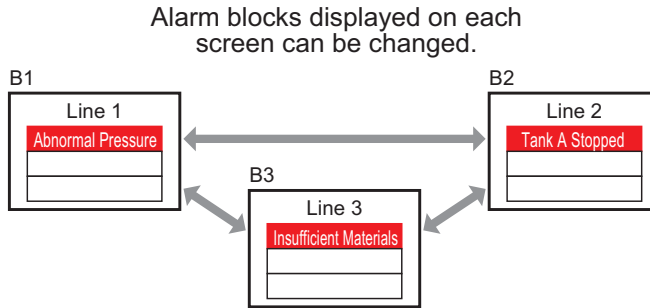 Alarm blocks displayed on each
screen can be changed.
B1
Line 1
Abnormal Pressure
B2
Line 2
Tank A Stopped
B3
Line 3
Insufficient Materials